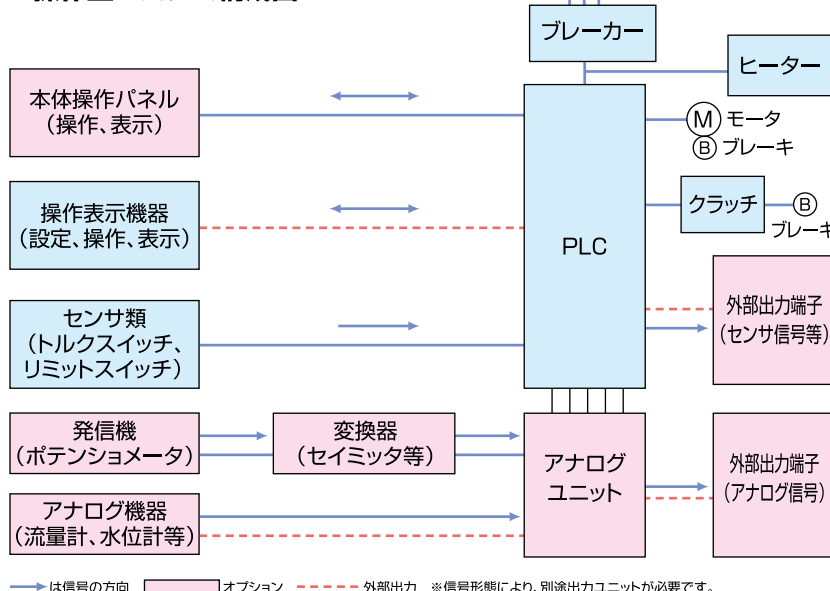 ブレーカー
ヒーター
本体操作パネル
（操作、表示）
M モータ
B ブレーキ
操作表示機器
（設定、操作、表示）
クラッチ
B
ブレーキ
PLC
センサ類
（トルクスイッチ、
リミットスイッチ）
外部出力端子
（センサ信号等）
発信機
（ポテンショメータ）
変換器
（セイミッタ等）
アナログ
ユニット
外部出力端子
（アナログ信号）
アナログ機器
（流量計、水位計等）
は信号の方向 オプション 外部出力 ※信号形態により、別途出力ユニットが必要です。